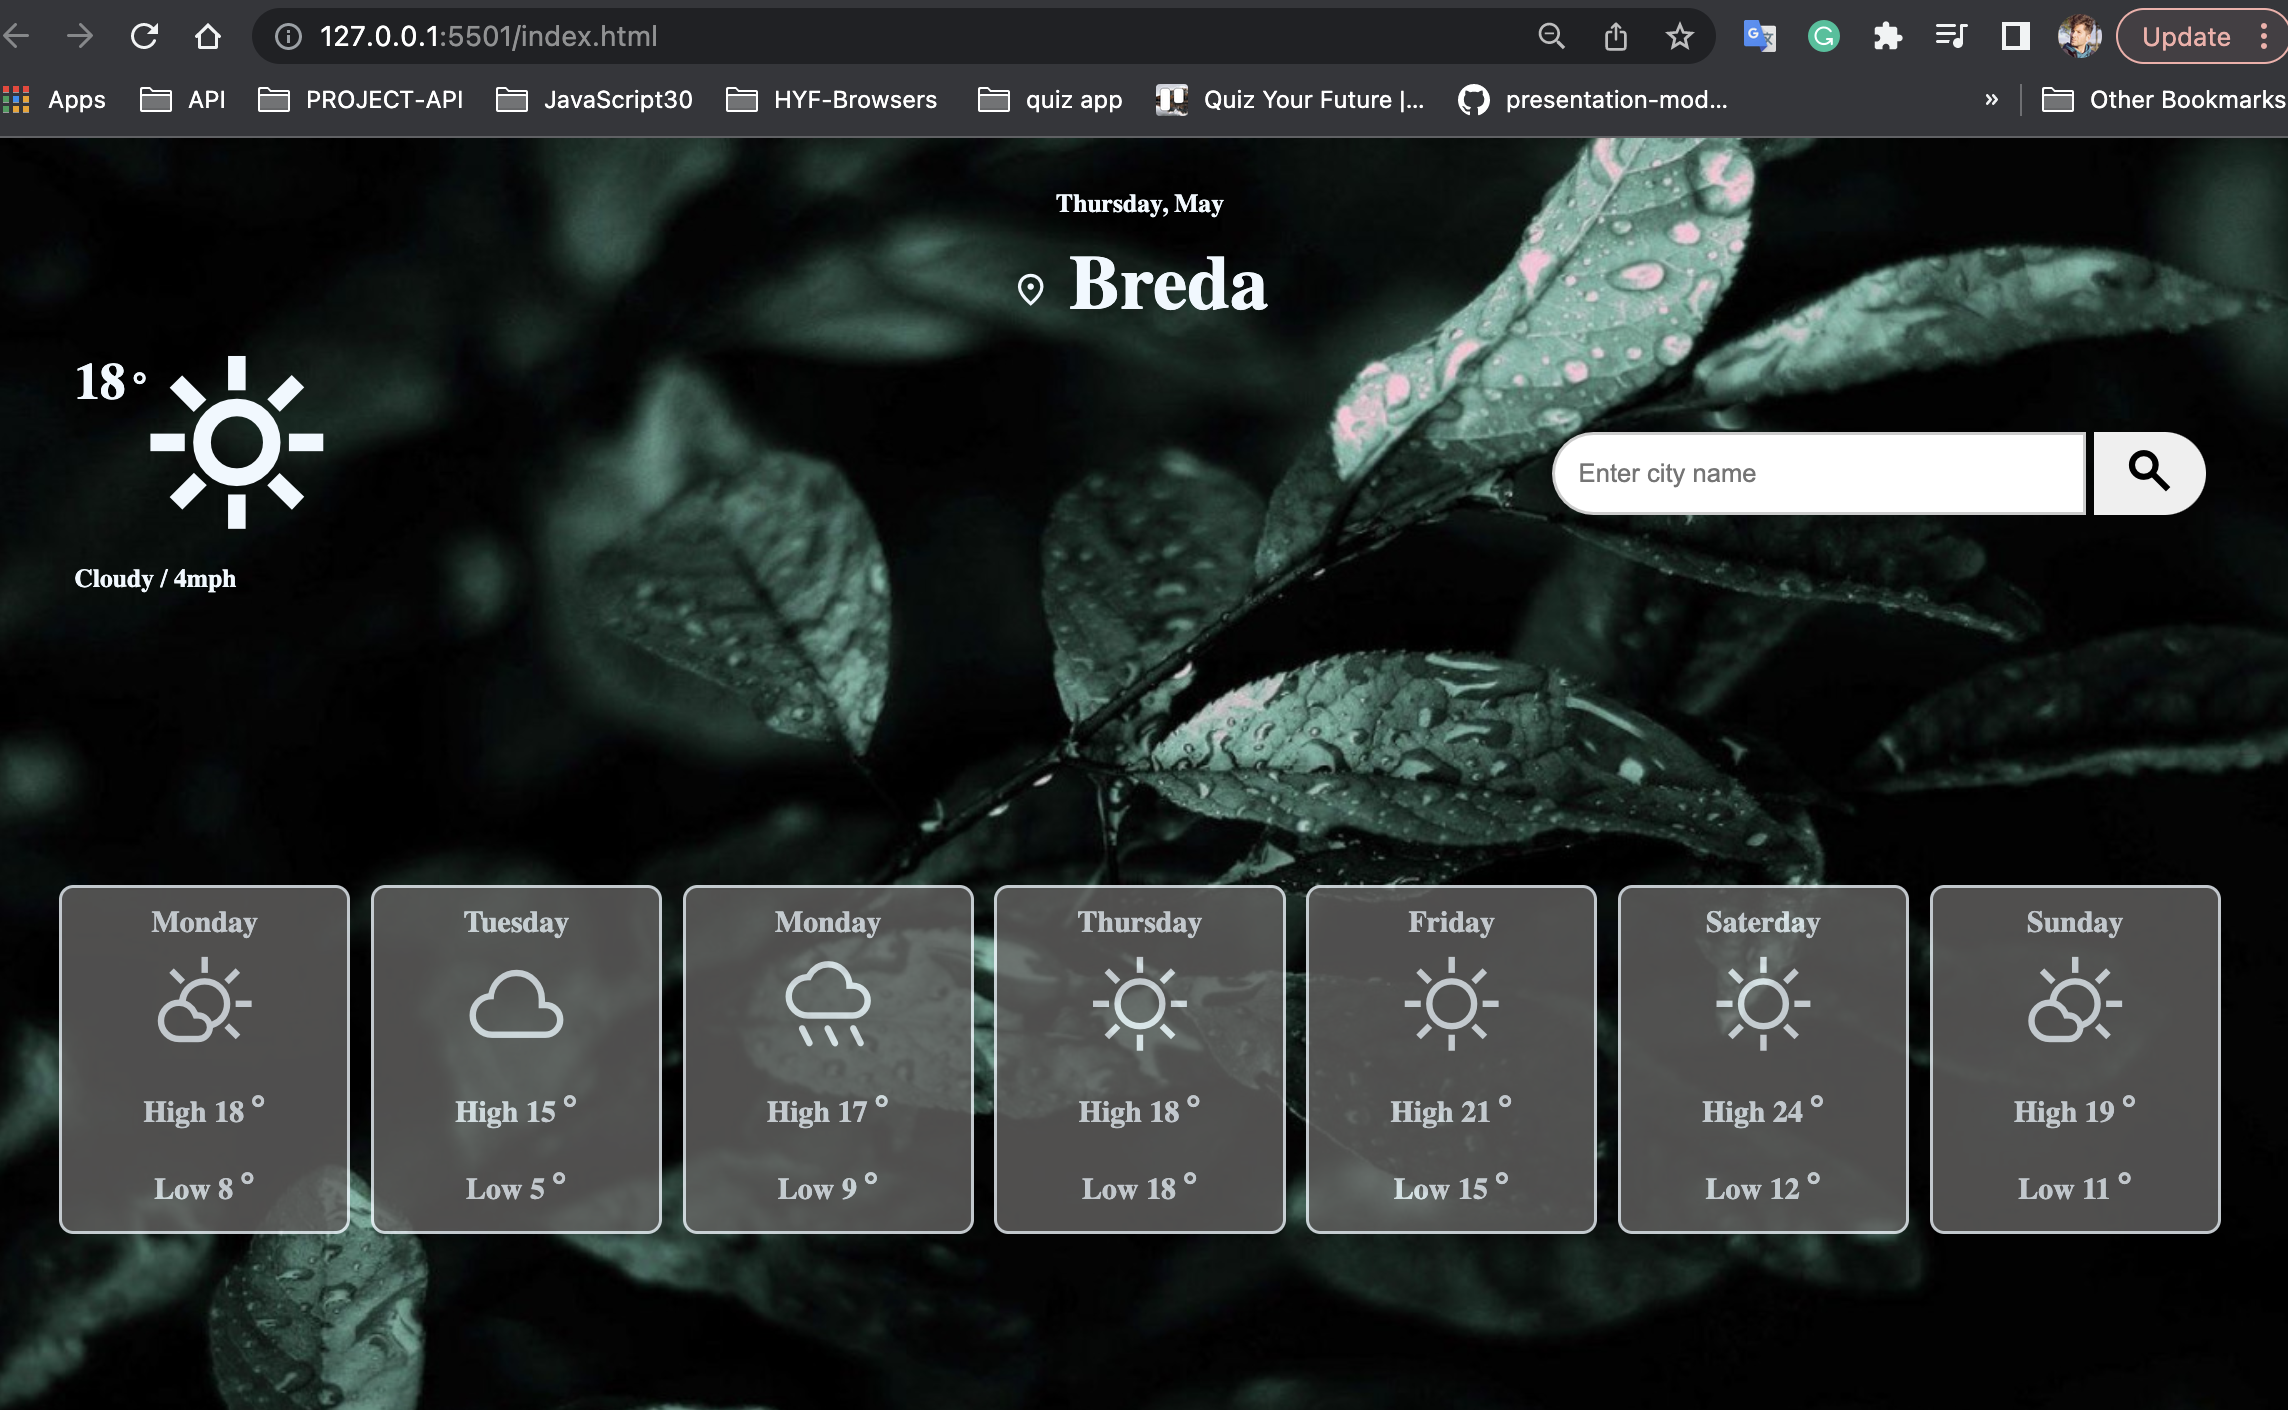 127.0.0.1:5501/index.html
Update
Apps
API
PROJECT-API
JavaScript30
HYF-Browsers
quiz app
Quiz Your Future |...
presentation-mod...
»
Other Bookmarks
Thursday, May
Breda
18°
Enter city name
Cloudy / 4mph
Monday
Tuesday
Monday
Thursday
Friday
Saterday
Sunday
High 18 °
High 15 °
High 17 °
High 18 °
High 21 °
High 24 °
High 19 °
Low 8 °
Low 5 °
Low 9 °
Low 18 °
Low 15 °
Low 12 °
Low 11 °